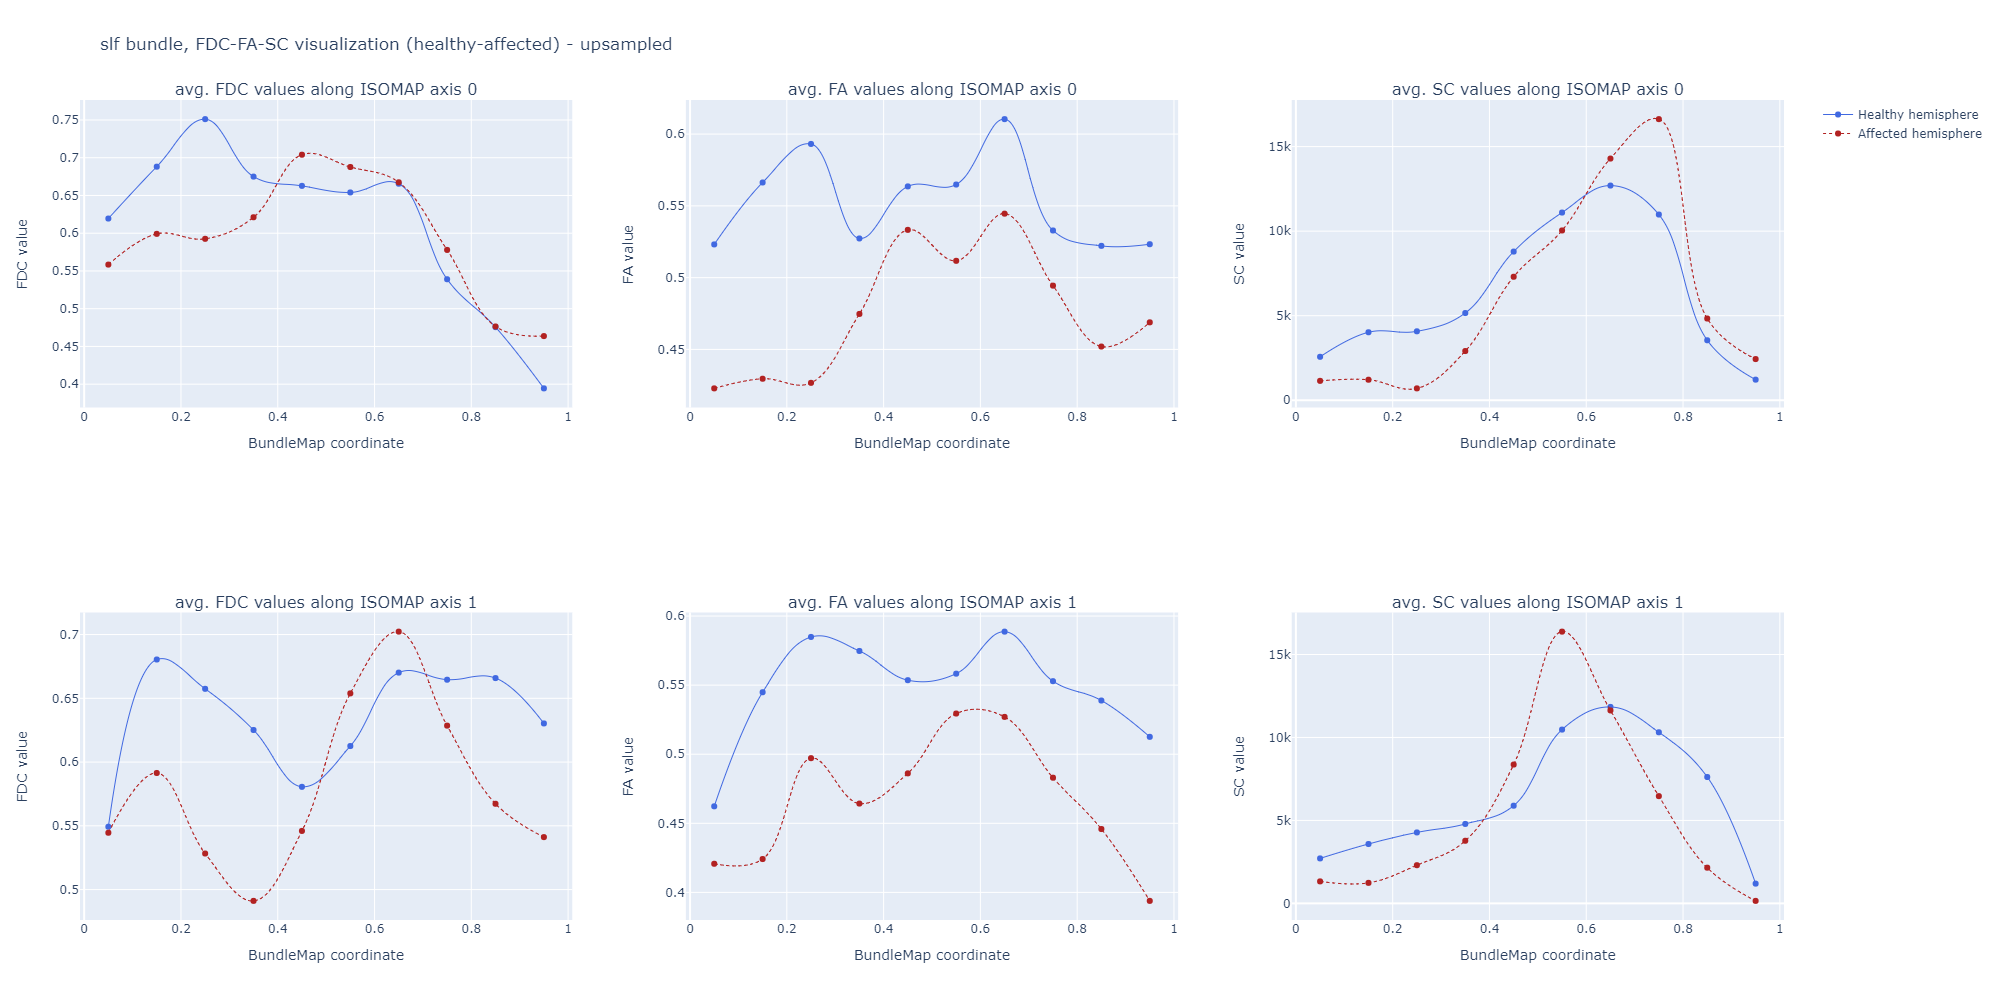 slf bundle, FDC-FA-SC visualization (healthy-affected) - upsampled
avg. FDC values along ISOMAP axis 0
0.75
0.7
0.65
0.6
0.55
0.5
0.45
0.4
0
0.2
0.4
0.6
0.8
1
FDC value
BundleMap coordinate
avg. FA values along ISOMAP axis 0
0.6
0.55
0.5
0.45
0
0.2
0.4
0.6
0.8
1
FA value
BundleMap coordinate
avg. SC values along ISOMAP axis 0
15k
10k
5k
0
0
0.2
0.4
0.6
0.8
1
SC value
BundleMap coordinate
Healthy hemisphere
Affected hemisphere
avg. FDC values along ISOMAP axis 1
0.7
0.65
0.6
0.55
0.5
0
0.2
0.4
0.6
0.8
1
FDC value
BundleMap coordinate
avg. FA values along ISOMAP axis 1
0.6
0.55
0.5
0.45
0.4
0
0.2
0.4
0.6
0.8
1
FA value
BundleMap coordinate
avg. SC values along ISOMAP axis 1
15k
10k
5k
0
0
0.2
0.4
0.6
0.8
1
SC value
BundleMap coordinate